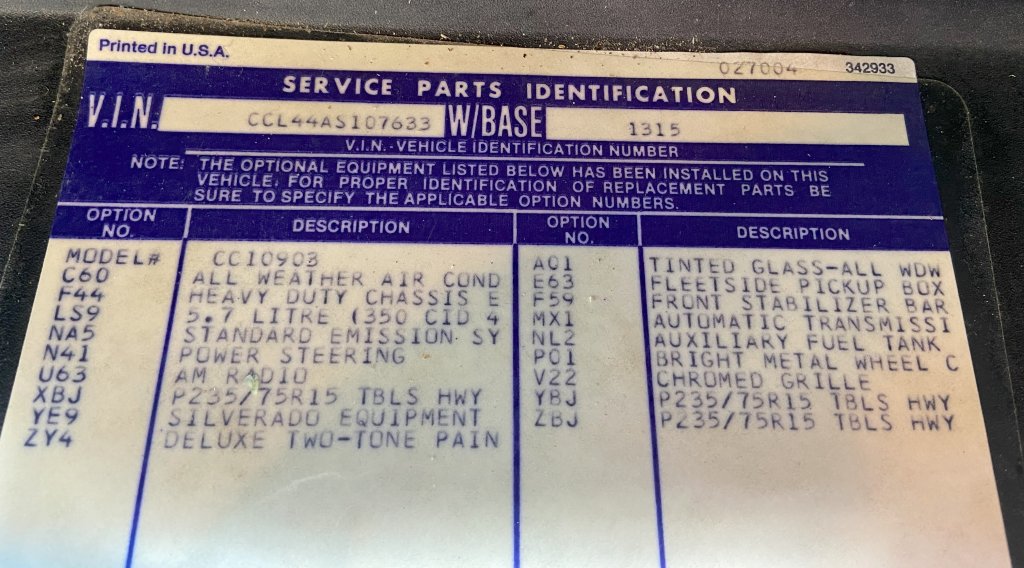 Printed in U.S.A.
027004 342933
SERVICE PARTS IDENTIFICATION
V.I.N. CCL44AS107633 W/BASE 1315
V.I.N.-VEHICLE IDENTIFICATION NUMBER
NOTE: THE OPTIONAL EQUIPMENT LISTED BELOW HAS BEEN INSTALLED ON THIS
VEHICLE. FOR PROPER IDENTIFICATION OF REPLACEMENT PARTS BE
SURE TO SPECIFY THE APPLICABLE OPTION NUMBERS.
OPTION NO. DESCRIPTION OPTION NO. DESCRIPTION
MODEL# CC10903
C60 ALL WEATHER AIR COND
F44 HEAVY DUTY CHASSIS E
LS9 5.7 LITRE (350 CID 4
NA5 STANDARD EMISSION SY
N41 POWER STEERING
U63 AM RADIO
XBJ P235/75R15 TBLS HWY
YE9 SILVERADO EQUIPMENT
ZY4 DELUXE TWO-TONE PAIN
A01 TINTED GLASS-ALL WDW
E63 FLEETSIDE PICKUP BOX
F59 FRONT STABILIZER BAR
MX1 AUTOMATIC TRANSMISSI
NL2 AUXILIARY FUEL TANK
P01 BRIGHT METAL WHEEL C
V22 CHROMED GRILLE
YBJ P235/75R15 TBLS HWY
ZBJ P235/75R15 TBLS HWY